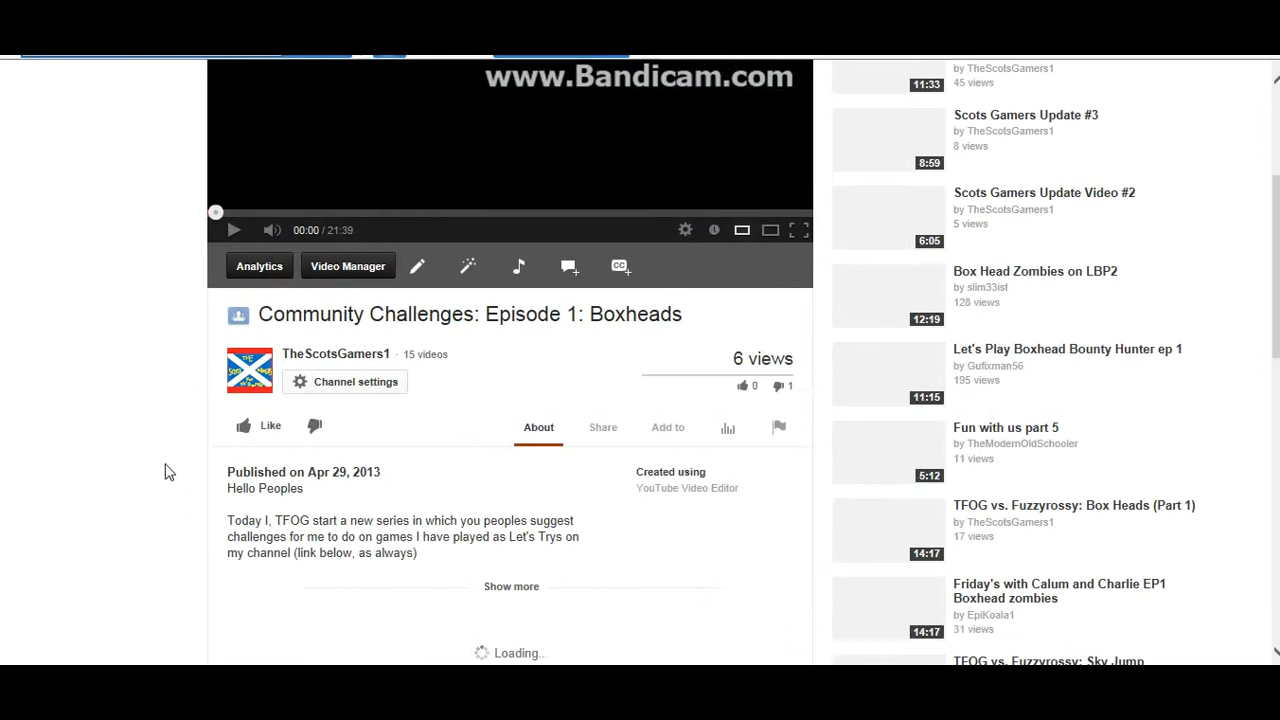 www.Bandicam.com
00:00 / 21:39
Analytics
Video Manager
CC
Community Challenges: Episode 1: Boxheads
TheScotsGamers1 · 15 videos
Channel settings
6 views
0
1
Like
About
Share
Add to
Published on Apr 29, 2013
Hello Peoples
Today I, TFOG start a new series in which you peoples suggest
challenges for me to do on games I have played as Let's Trys on
my channel (link below, as always)
Created using
YouTube Video Editor
Show more
Loading...
by TheScotsGamers1
45 views
11:33
Scots Gamers Update #3
by TheScotsGamers1
8 views
8:59
Scots Gamers Update Video #2
by TheScotsGamers1
5 views
6:05
Box Head Zombies on LBP2
by slim33ist
128 views
12:19
Let's Play Boxhead Bounty Hunter ep 1
by Gufixman56
195 views
11:15
Fun with us part 5
by TheModernOldSchooler
11 views
5:12
TFOG vs. Fuzzyrossy: Box Heads (Part 1)
by TheScotsGamers1
17 views
14:17
Friday's with Calum and Charlie EP1
Boxhead zombies
by EpiKoala1
31 views
14:17
TFOG vs. Fuzzyrossy: Sky Jump